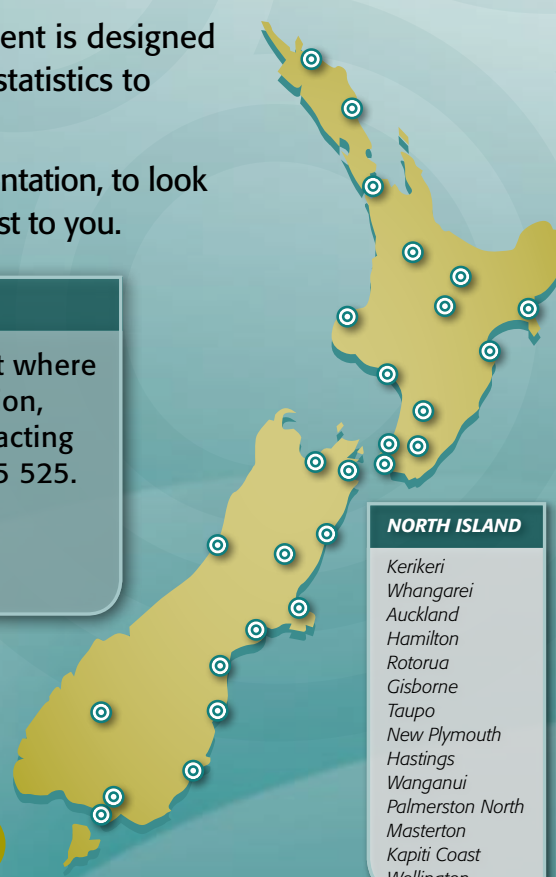 ent is designed
statistics to
ntation, to look
st to you.
t where
on,
acting
5 525.
NORTH ISLAND
Kerikeri
Whangarei
Auckland
Hamilton
Rotorua
Gisborne
Taupo
New Plymouth
Hastings
Wanganui
Palmerston North
Masterton
Kapiti Coast
Wellington